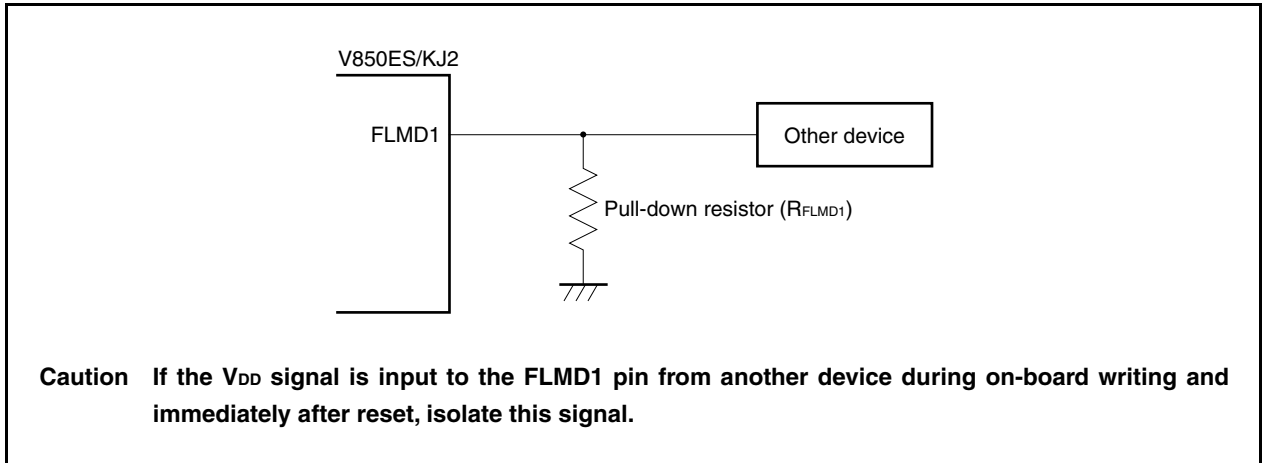 V850ES/KJ2
FLMD1
Other device
Pull-down resistor (RFLMD1)
Caution If the VDD signal is input to the FLMD1 pin from another device during on-board writing and
immediately after reset, isolate this signal.